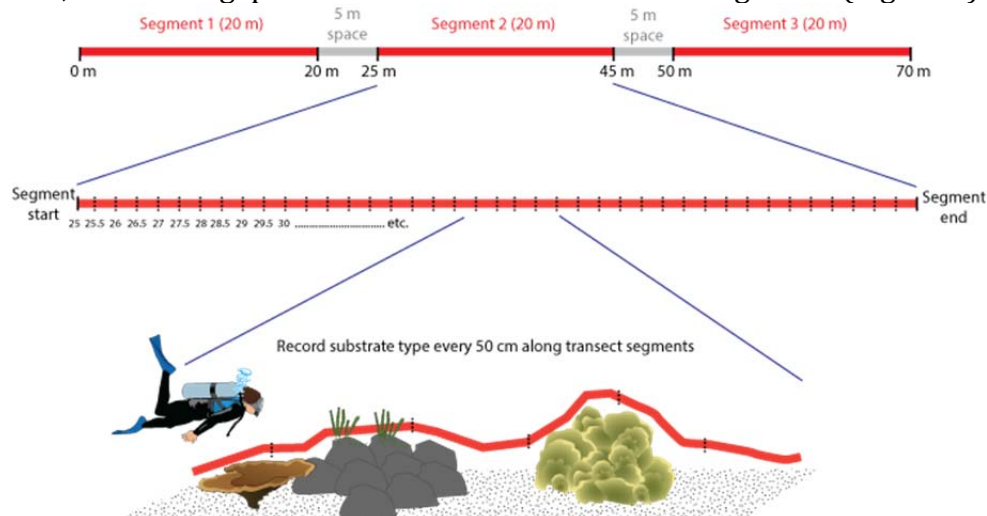 Segment 1 (20 m)
5 m
space
Segment 2 (20 m)
5 m
space
Segment 3 (20 m)
0 m
20 m
25 m
45 m
50 m
70 m
Segment
start
Segment
end
25 25.5 26 26.5 27 27.5 28 28.5 29 29.5 30 ................................ etc.
Record substrate type every 50 cm along transect segments